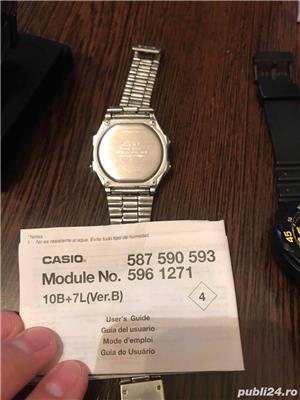 *Notas
1 No es resistente al agua. Evite todo tipo de humedad.
CASIO 587 590 593
Module No. 596 1271
10B+7L(Ver.B) 4
User's Guide
Guía del usuario
Mode d'emploi
Guia do Usuário
45
publi24.ro